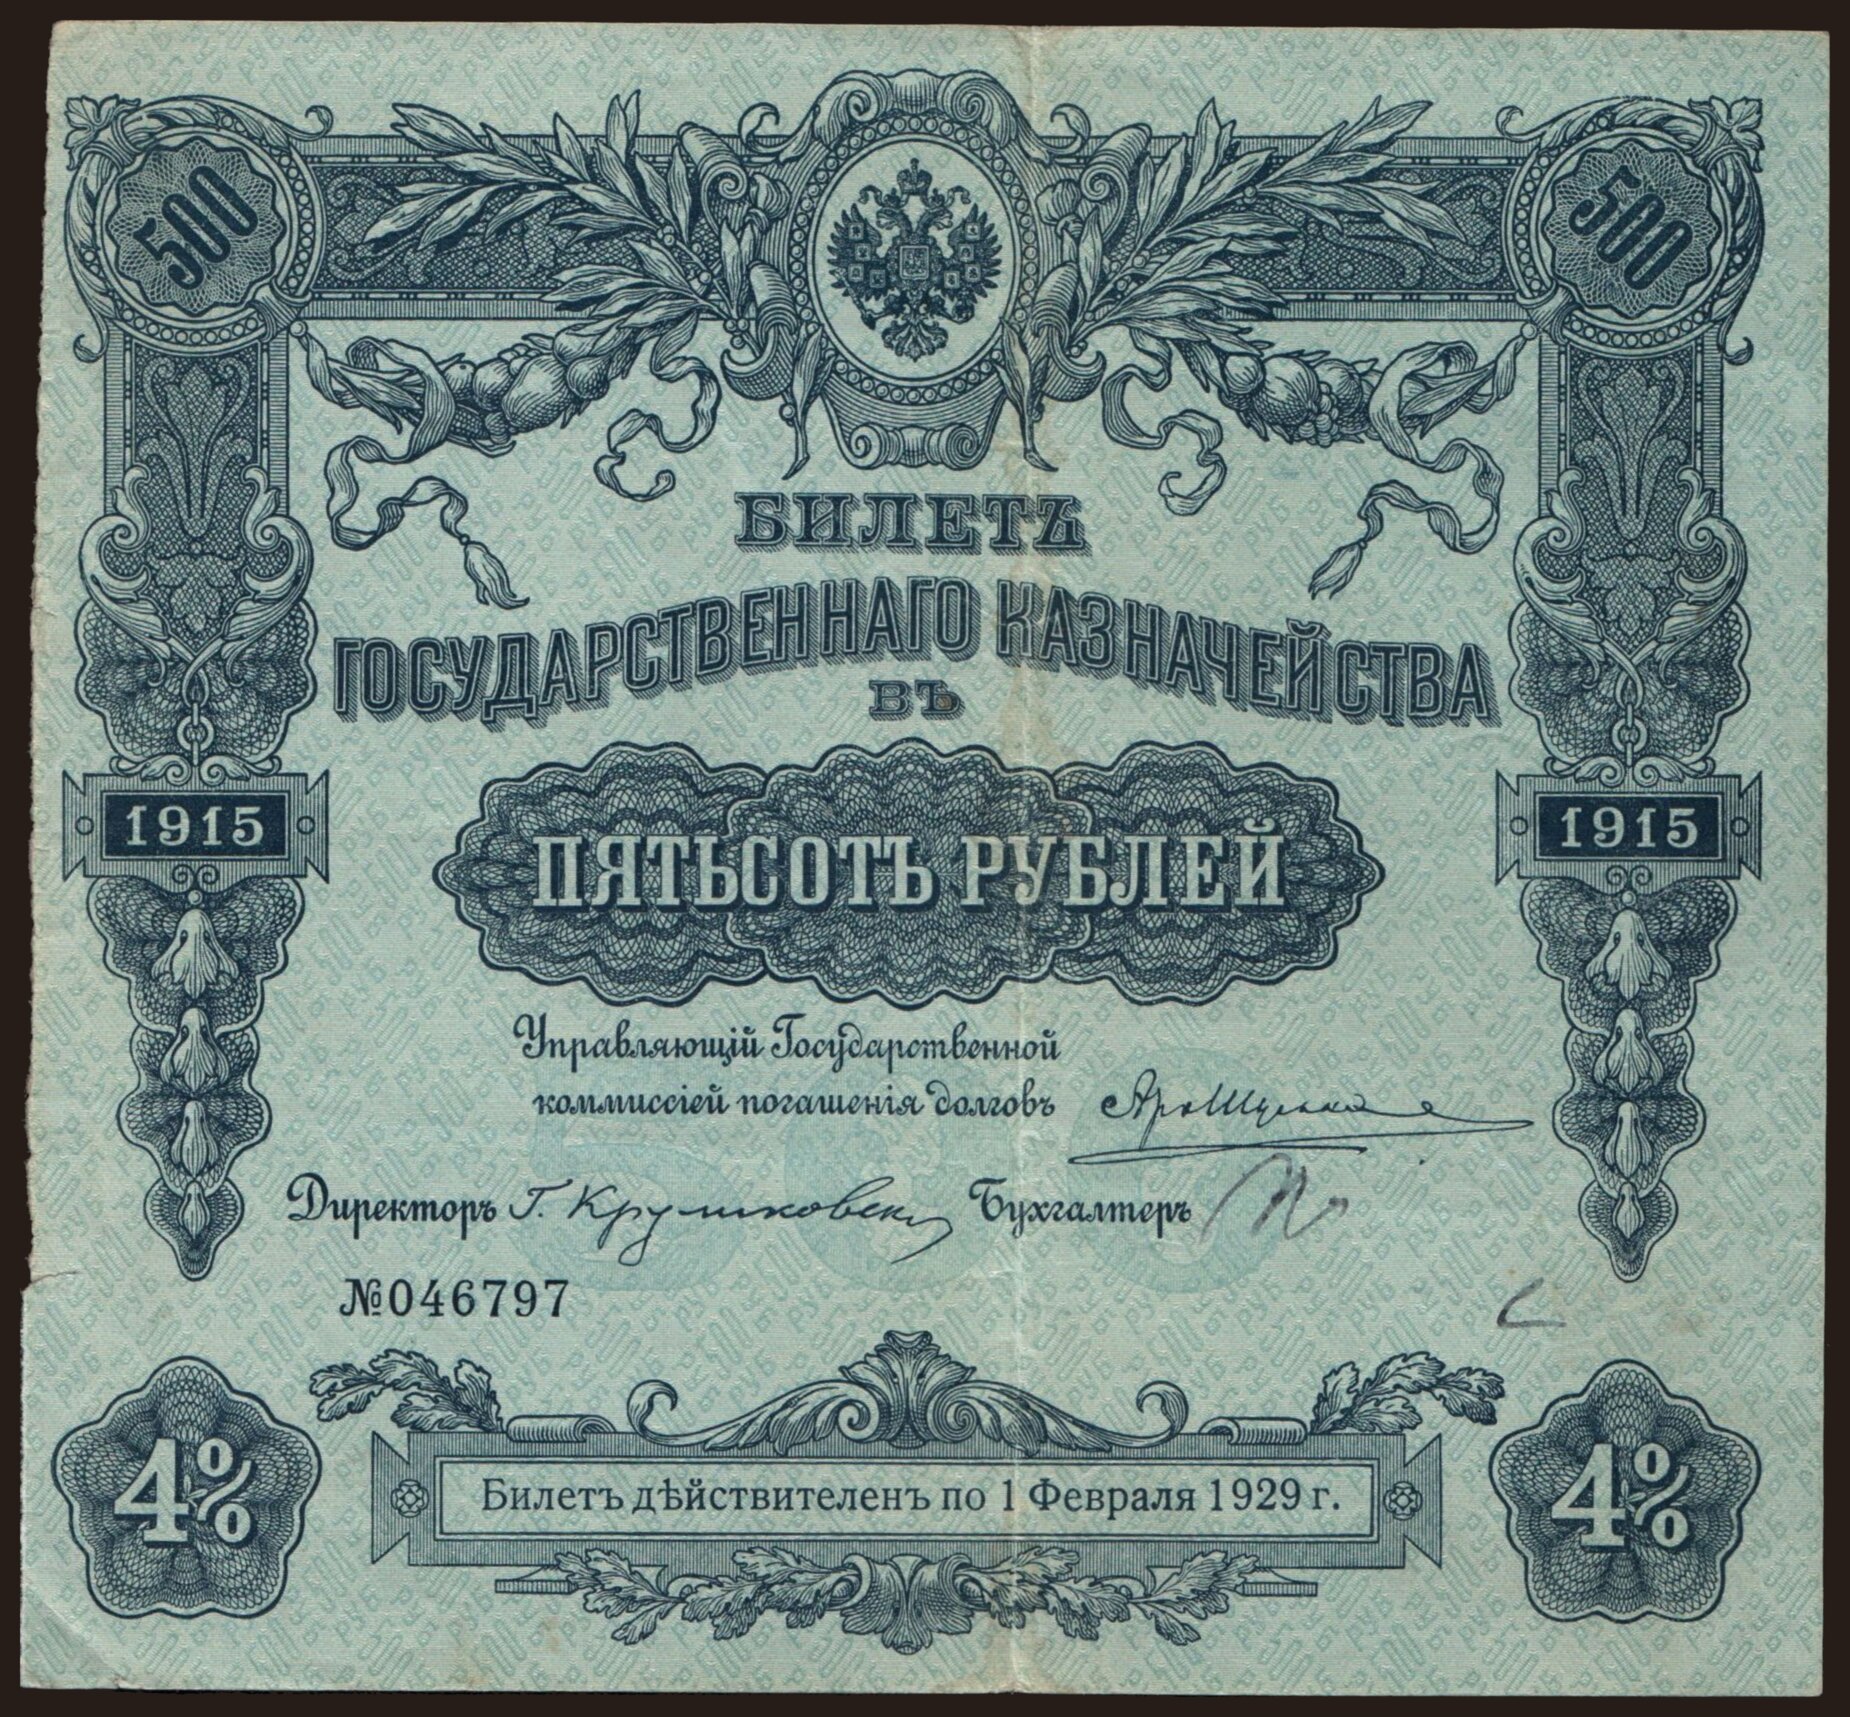 500 500
БИЛЕТЪ
ГОСУДАРСТВЕННАГО КАЗНАЧЕЙСТВА
ВЪ
1915 1915
ПЯТЬСОТЪ РУБЛЕЙ
Управляющій Государственной
коммиссіей погашенія долговъ
Директоръ Г. Бухгалтеръ
№046797
4% 4%
Билетъ дѣйствителенъ по 1 Февраля 1929 г.